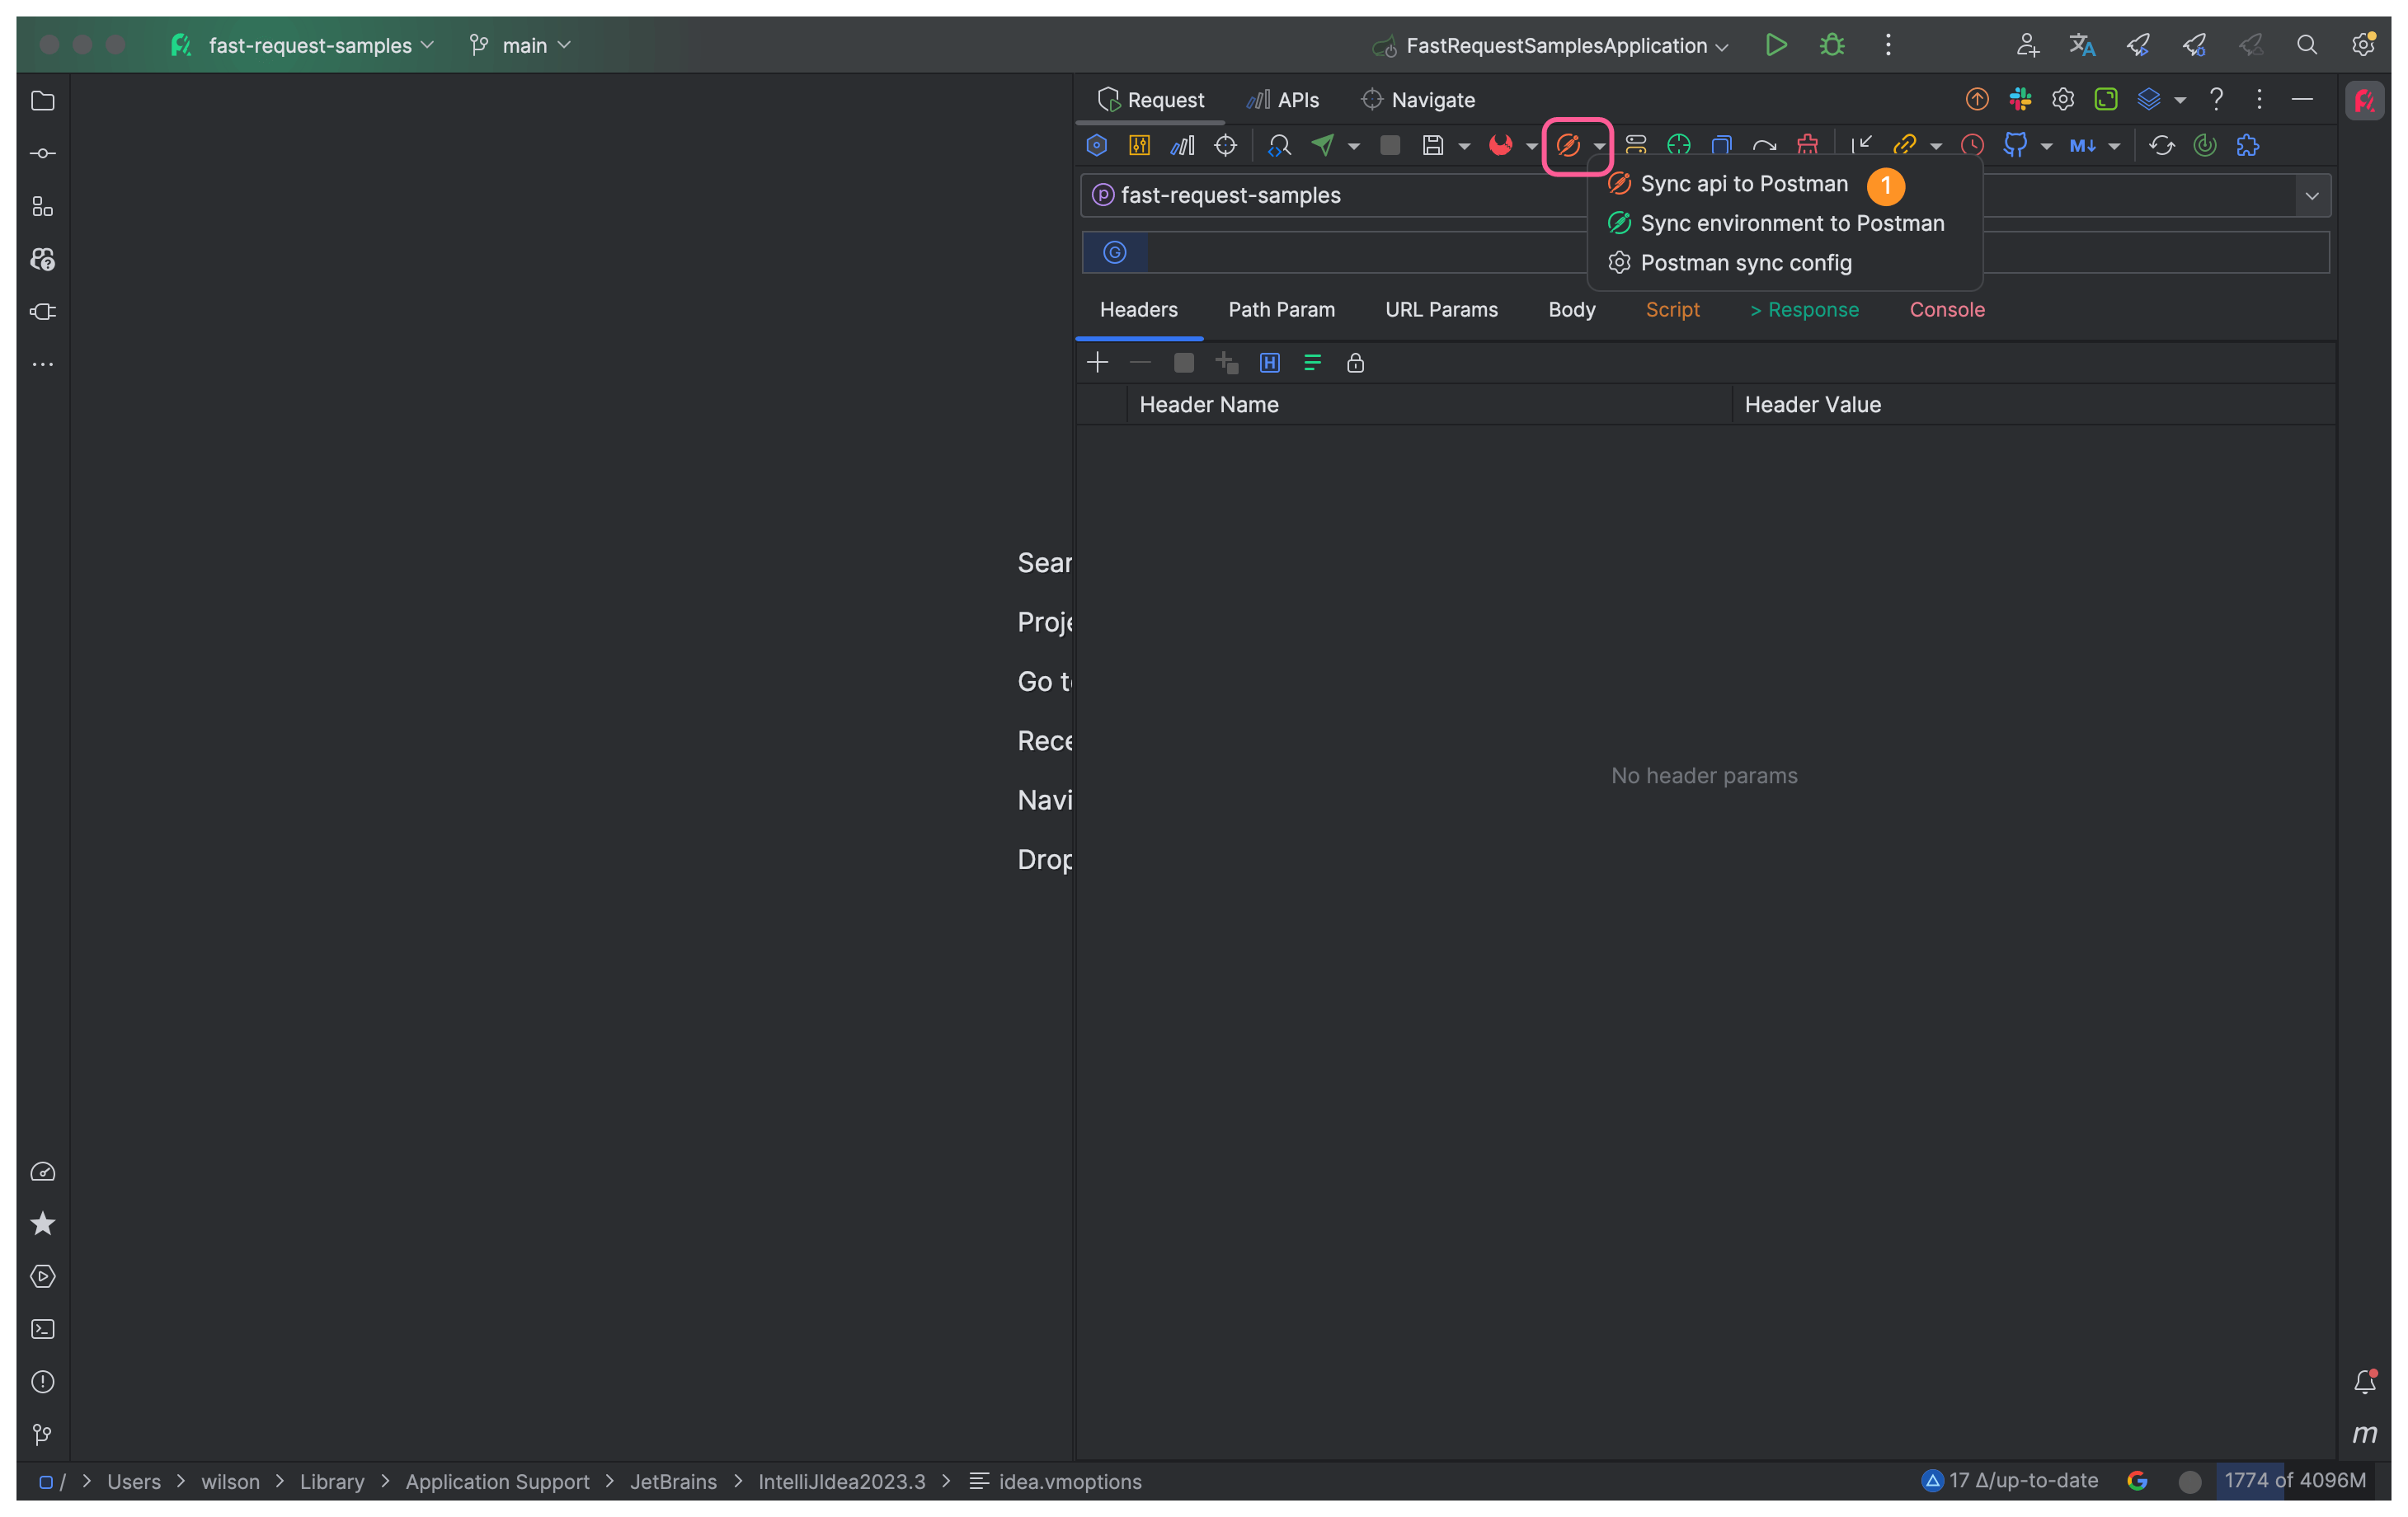 fast-request-samples
main
FastRequestSamplesApplication
Request
APIs
Navigate
M↓
fast-request-samples
Sync api to Postman
1
Sync environment to Postman
Postman sync config
Headers
Path Param
URL Params
Body
Script
> Response
Console
Header Name
Header Value
No header params
Sear
Proje
Go t
Rece
Navi
Drop
/ > Users > wilson > Library > Application Support > JetBrains > IntelliJIdea2023.3 > idea.vmoptions
17 Δ/up-to-date
1774 of 4096M